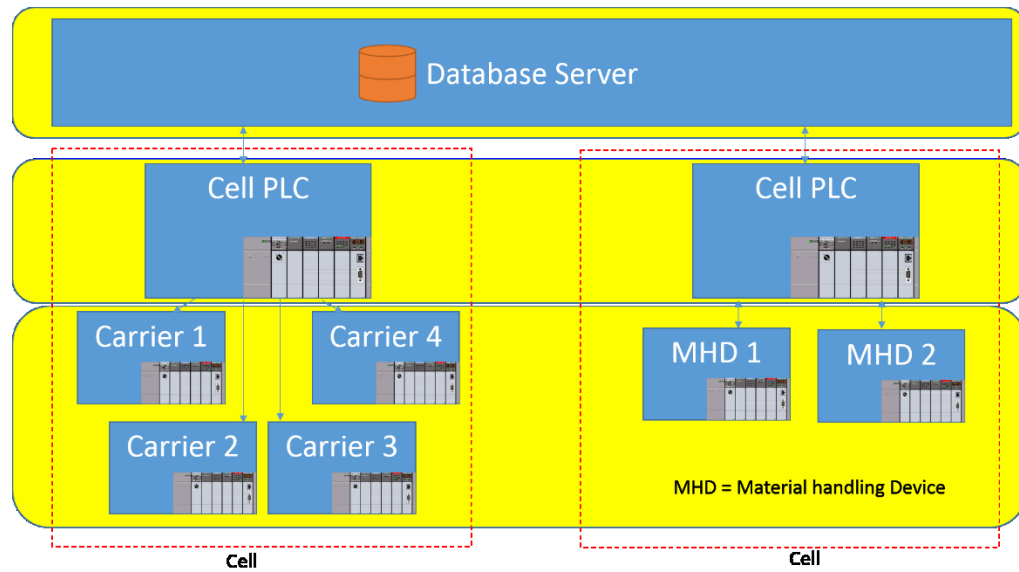 Database Server
Cell PLC
Cell PLC
Carrier 1
Carrier 4
MHD 1
MHD 2
Carrier 2
Carrier 3
MHD = Material handling Device
Cell
Cell